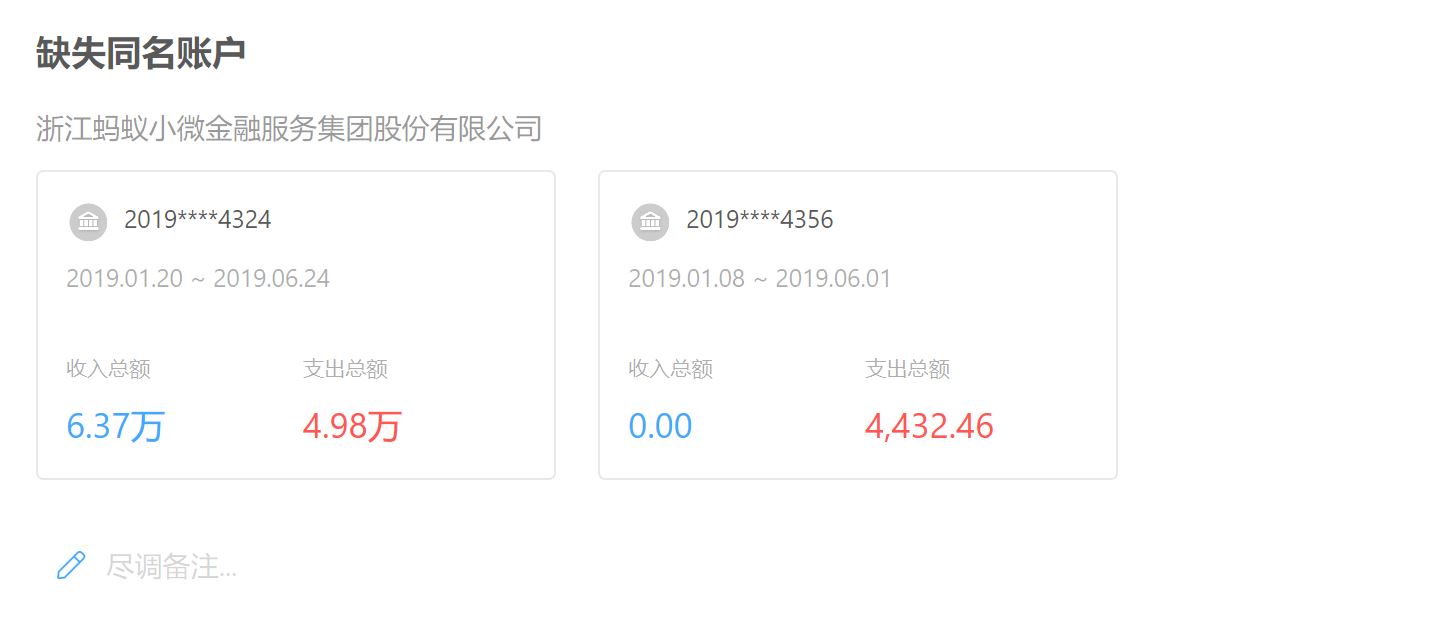 缺失同名账户
浙江蚂蚁小微金融服务集团股份有限公司
2019****4324
2019.01.20 ~ 2019.06.24
收入总额 支出总额
6.37万 4.98万
2019****4356
2019.01.08 ~ 2019.06.01
收入总额 支出总额
0.00 4,432.46
尽调备注...